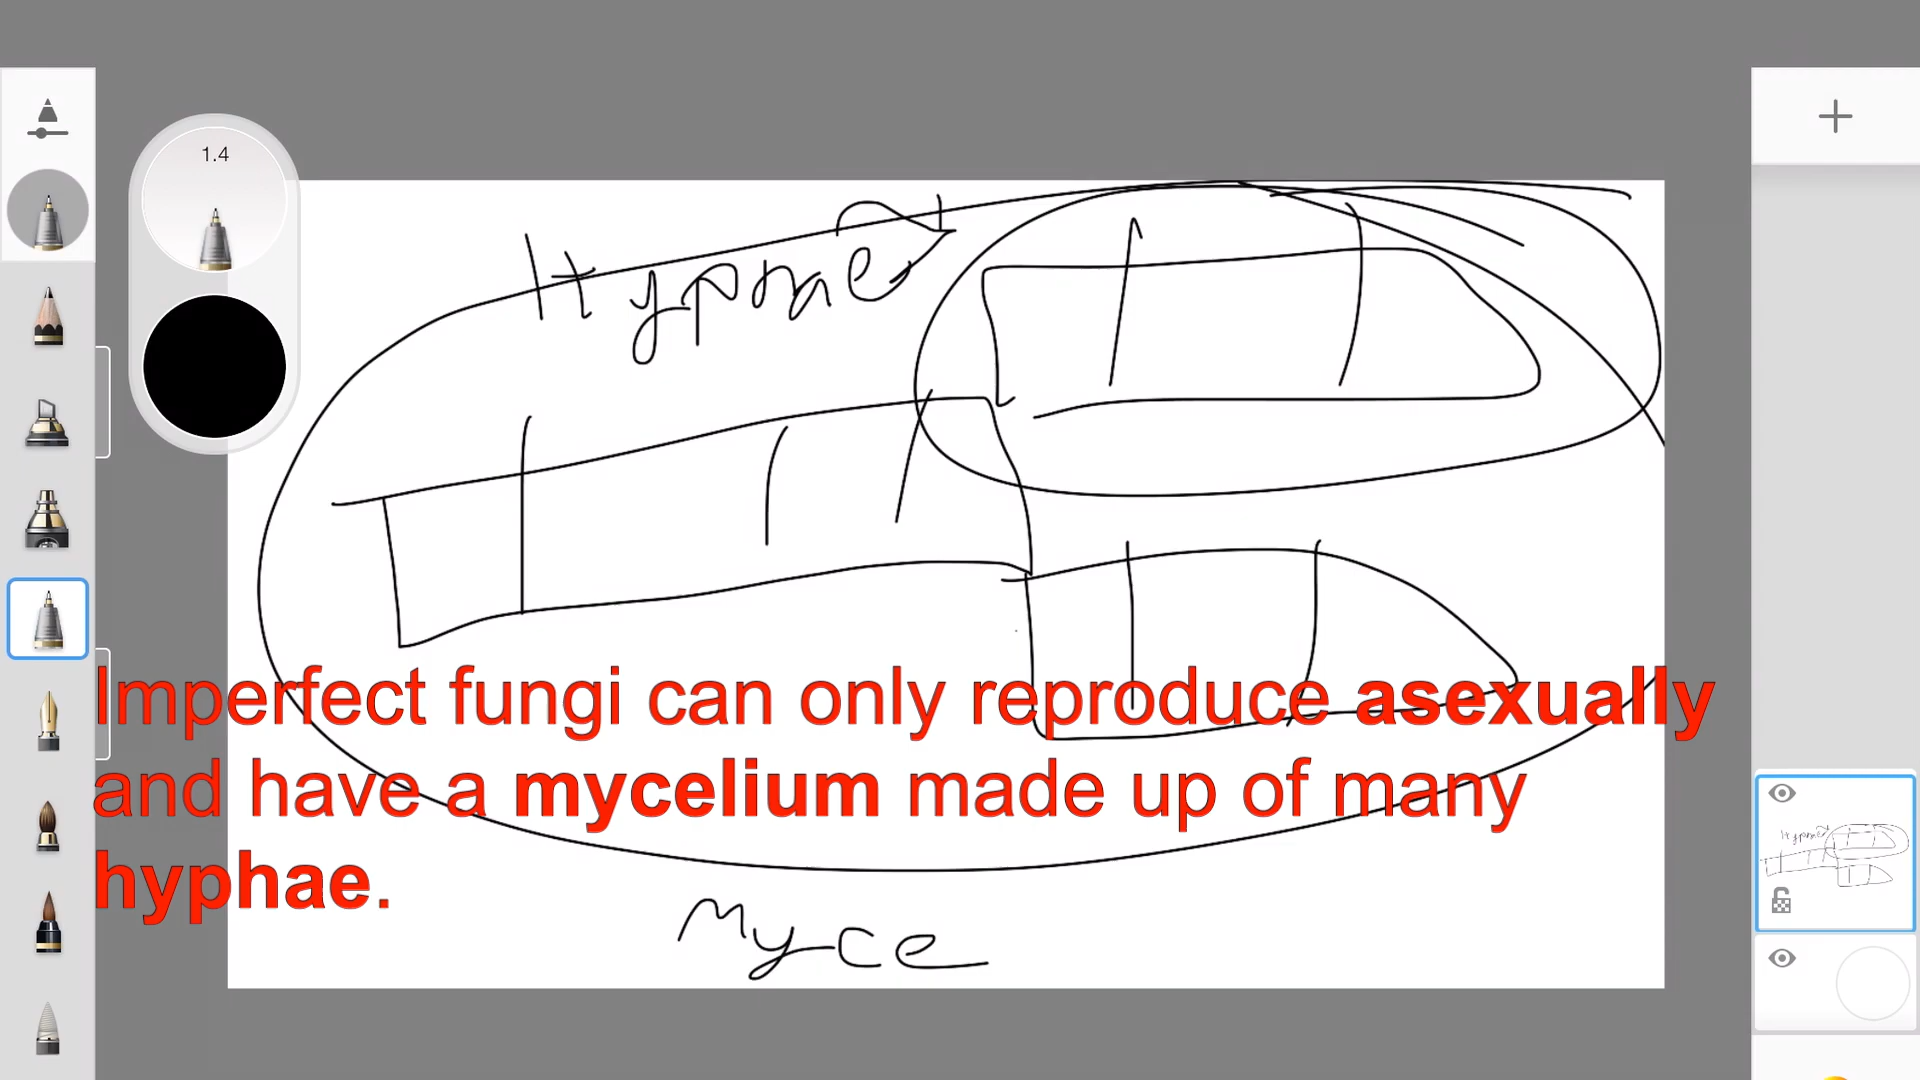 1.4
Hyphae
Imperfect fungi can only reproduce asexually
and have a mycelium made up of many
hyphae.
Myce